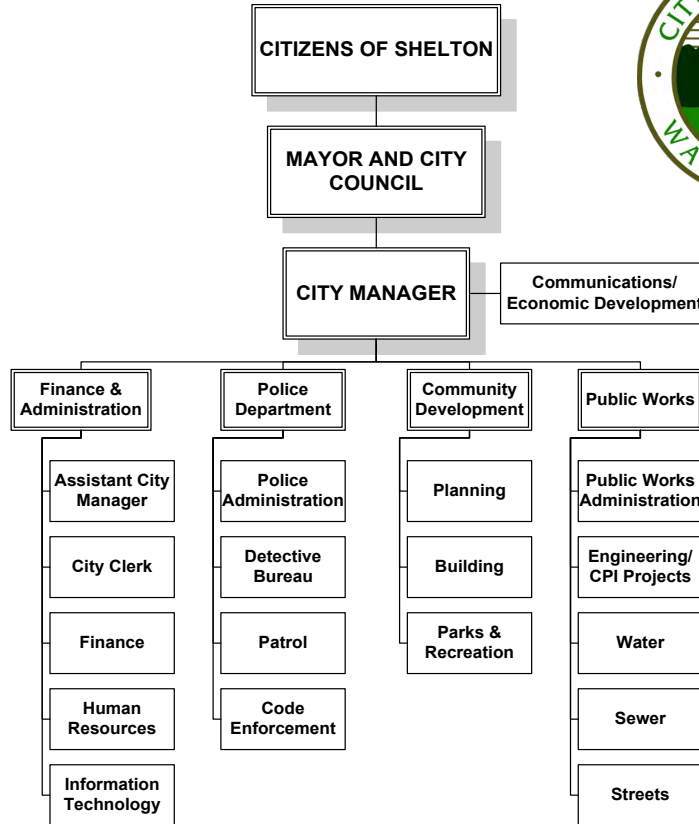 CIT
WA
CITIZENS OF SHELTON
MAYOR AND CITY
COUNCIL
CITY MANAGER
Communications/
Economic Development
Finance &
Administration
Police
Department
Community
Development
Public Works
Assistant City
Manager
Police
Administration
Planning
Public Works
Administration
City Clerk
Detective
Bureau
Building
Engineering/
CPI Projects
Finance
Patrol
Parks &
Recreation
Water
Human
Resources
Code
Enforcement
Sewer
Information
Technology
Streets